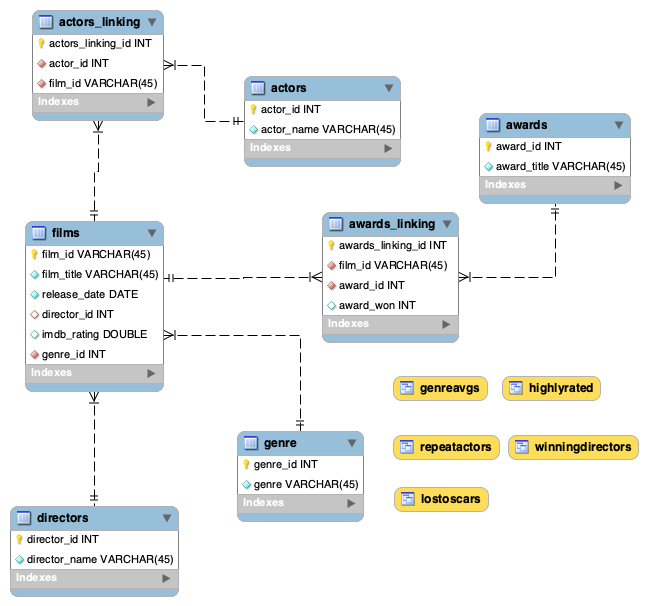 actors_linking
actors_linking_id INT
actor_id INT
film_id VARCHAR(45)
Indexes
actors
actor_id INT
actor_name VARCHAR(45)
Indexes
awards
award_id INT
award_title VARCHAR(45)
Indexes
films
film_id VARCHAR(45)
film_title VARCHAR(45)
release_date DATE
director_id INT
imdb_rating DOUBLE
genre_id INT
Indexes
awards_linking
awards_linking_id INT
film_id VARCHAR(45)
award_id INT
award_won INT
Indexes
genreavgs
highlyrated
repeatactors
winningdirectors
lostoscars
genre
genre_id INT
genre VARCHAR(45)
Indexes
directors
director_id INT
director_name VARCHAR(45)
Indexes